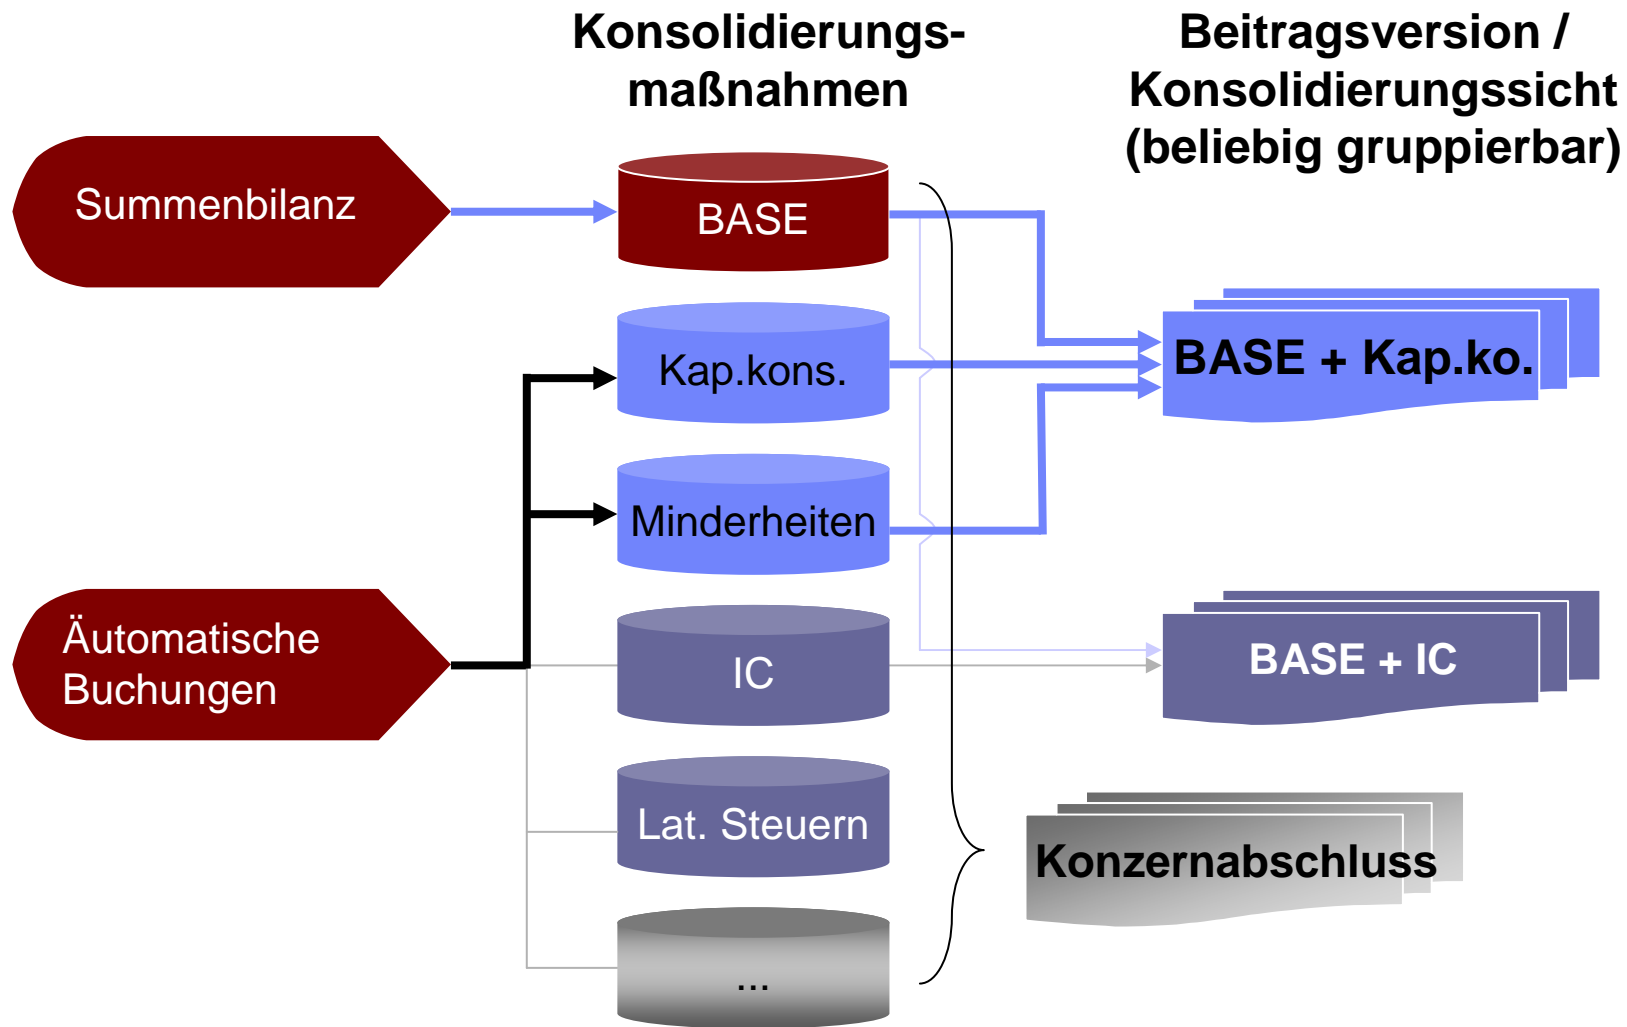 Konsolidierungs-
maßnahmen
Beitragsversion /
Konsolidierungssicht
(beliebig gruppierbar)
Summenbilanz
BASE
Kap.kons.
BASE + Kap.ko.
Minderheiten
Äutomatische
Buchungen
IC
BASE + IC
Lat. Steuern
Konzernabschluss
...